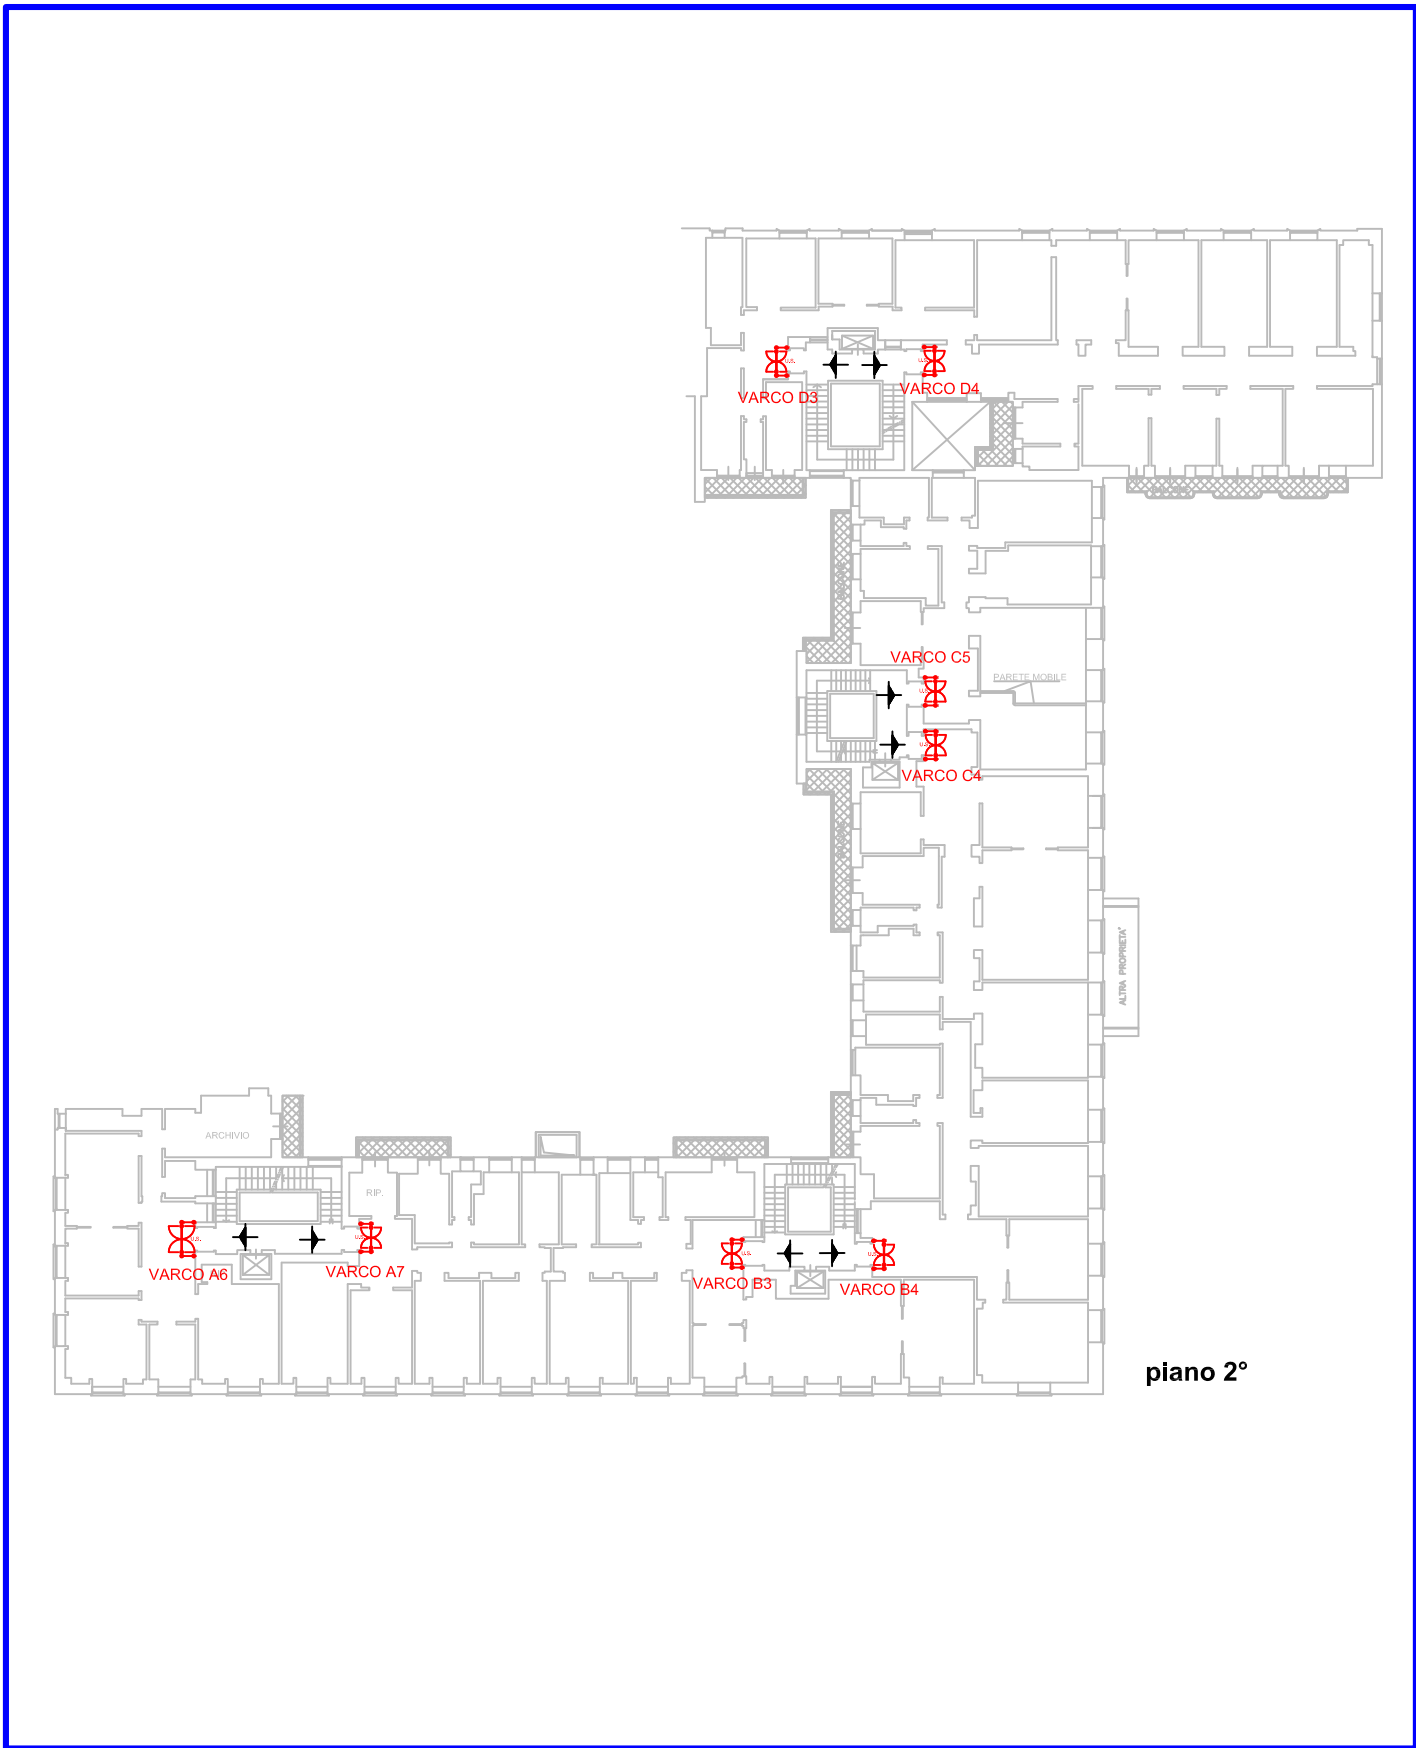 U.S.
U.S.
VARCO D3
VARCO D4
VARCO C5
U.S.
PARETE MOBILE
U.S.
VARCO C4
ALTRA PROPRIETA'
ARCHIVIO
RIP.
U.S.
U.S.
VARCO A6
VARCO A7
U.S.
U.S.
VARCO B3
VARCO B4
piano 2°